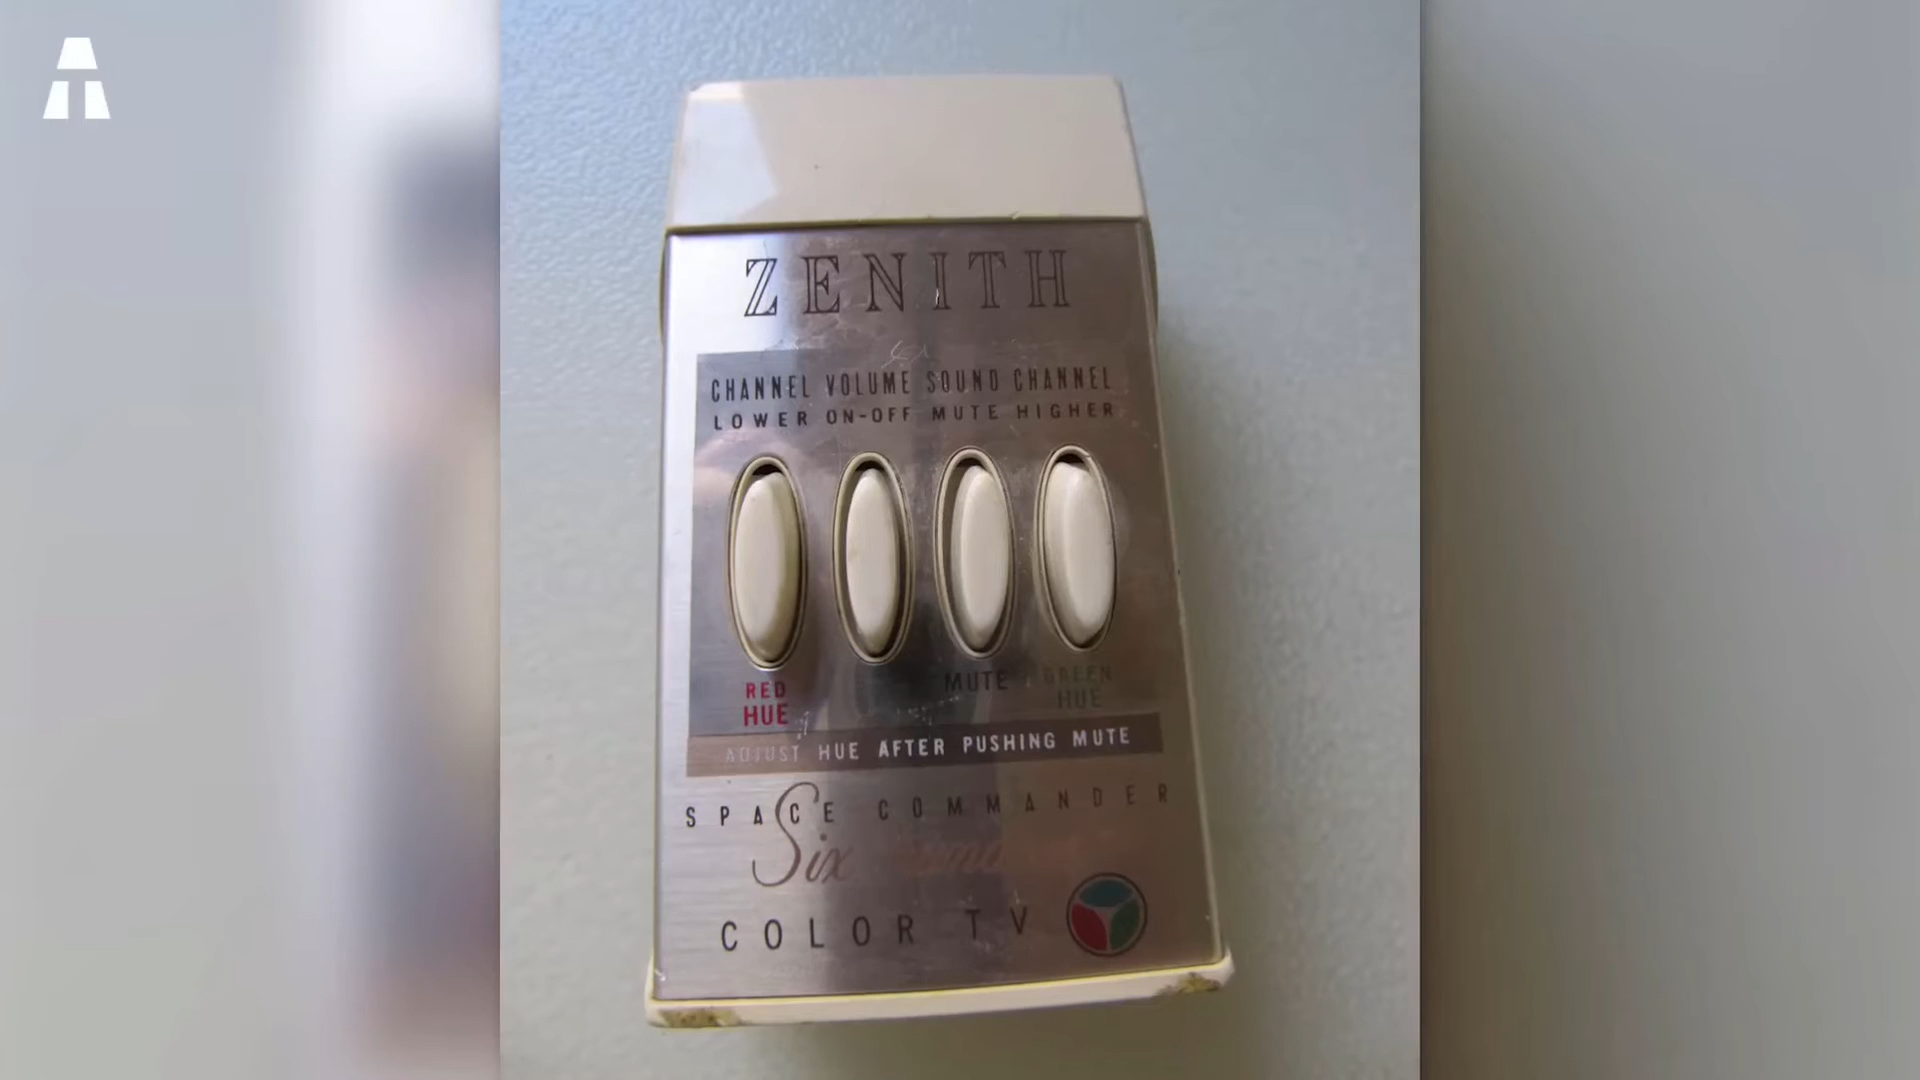 ZENITH
CHANNEL VOLUME SOUND CHANNEL
LOWER ON-OFF MUTE HIGHER
RED MUTE GREEN
HUE HUE
ADJUST HUE AFTER PUSHING MUTE
SPACE COMMANDER
Six
COLOR TV